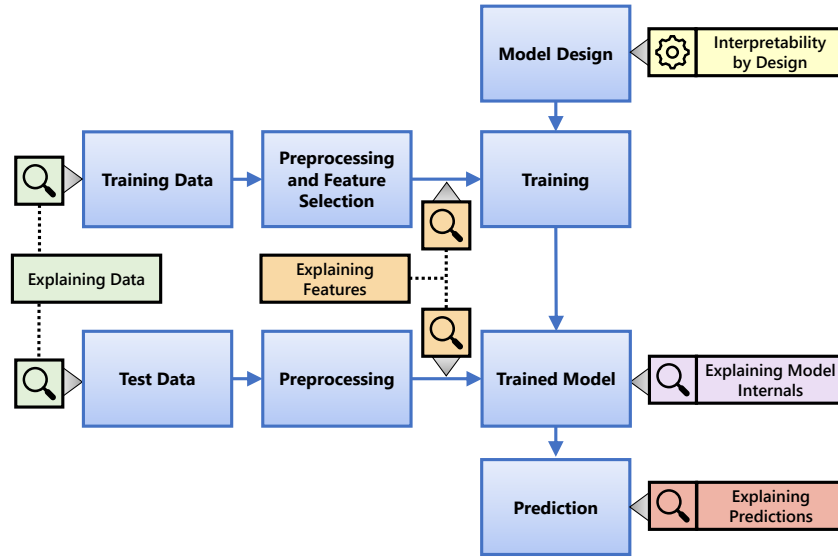 Model Design
Interpretability
by Design
Training Data
Preprocessing
and Feature
Selection
Training
Explaining Data
Explaining
Features
Test Data
Preprocessing
Trained Model
Explaining Model
Internals
Prediction
Explaining
Predictions